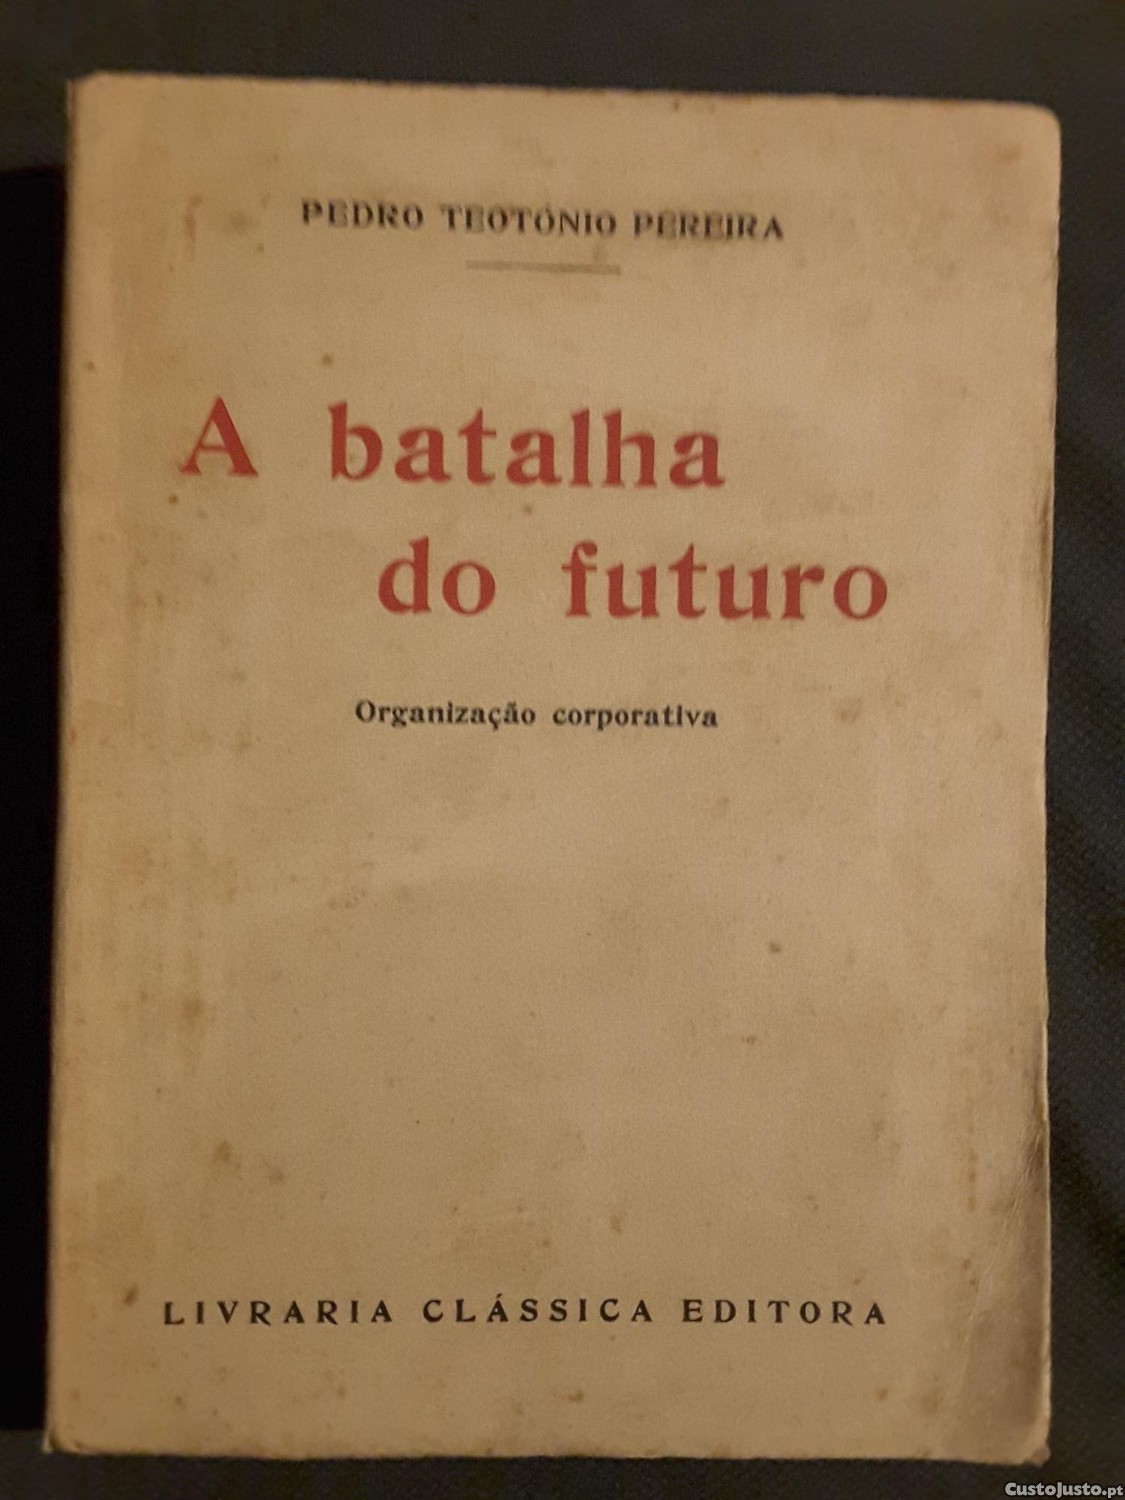 PEDRO TEOTÓNIO PEREIRA
A batalha
do futuro
Organização corporativa
LIVRARIA CLÁSSICA EDITORA
CustoJusto.pt